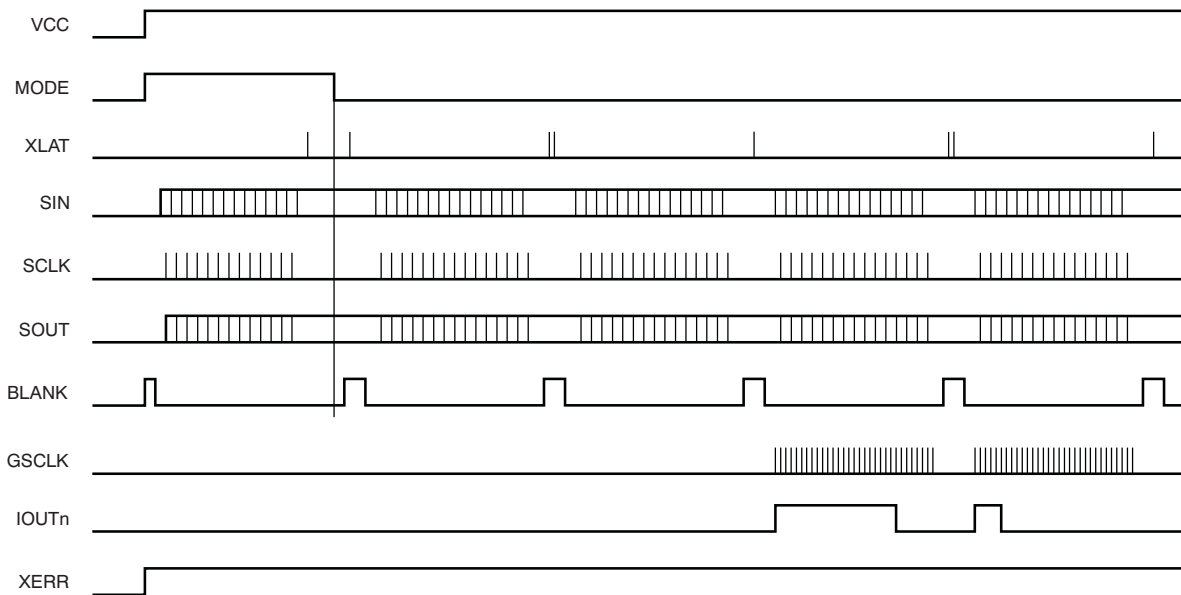 VCC
MODE
XLAT
SIN
SCLK
SOUT
BLANK
GSCLK
IOUTn
XERR